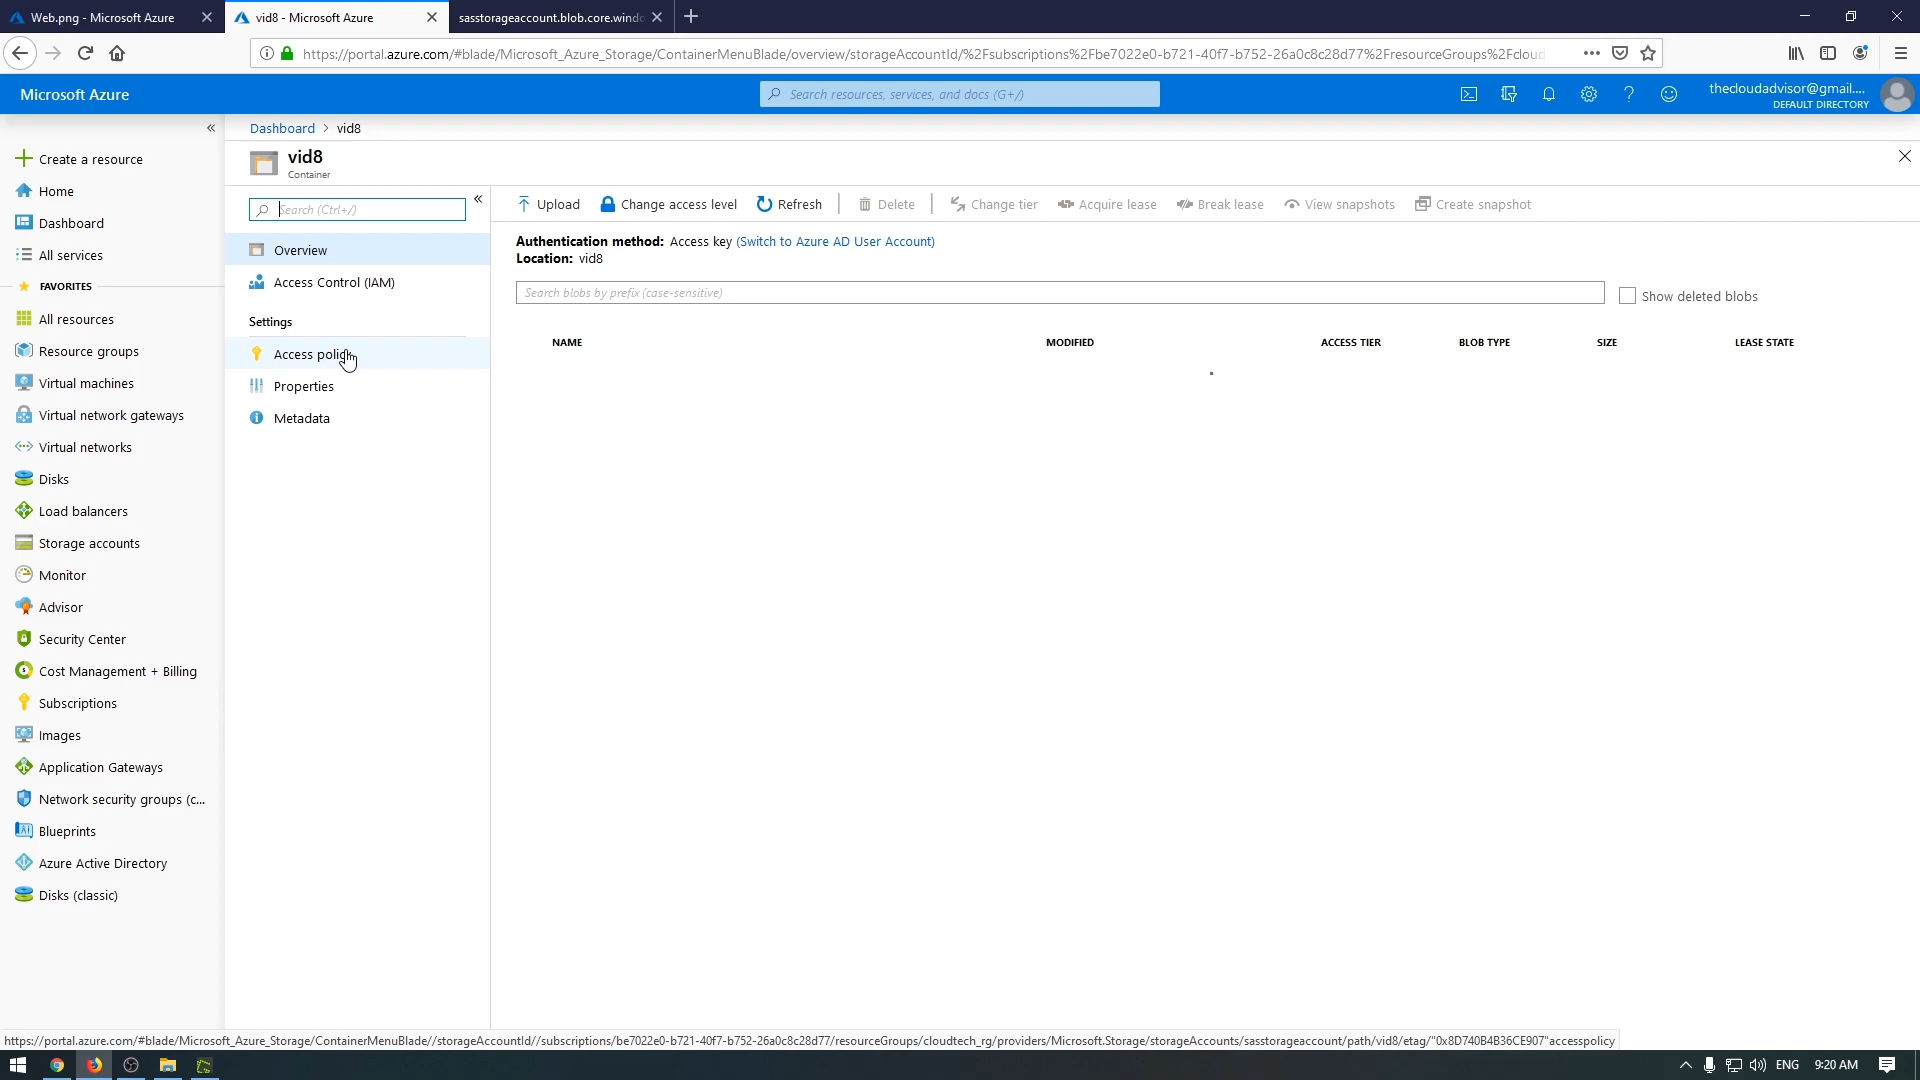 Web.png - Microsoft Azure
vid8 - Microsoft Azure
sasstorageaccount.blob.core.windo
https://portal.azure.com/#blade/Microsoft_Azure_Storage/ContainerMenuBlade/overview/storageAccountId/%2Fsubscriptions%2Fbe7022e0-b721-40f7-b752-26a0c8c28d77%2FresourceGroups%2Fcloud
Microsoft Azure
Search resources, services, and docs (G+/)
thecloudadvisor@gmail....
DEFAULT DIRECTORY
Dashboard > vid8
vid8
Container
Create a resource
Home
Dashboard
All services
FAVORITES
All resources
Resource groups
Virtual machines
Virtual network gateways
Virtual networks
Disks
Load balancers
Storage accounts
Monitor
Advisor
Security Center
Cost Management + Billing
Subscriptions
Images
Application Gateways
Network security groups (c...
Blueprints
Azure Active Directory
Disks (classic)
Search (Ctrl+/)
Overview
Access Control (IAM)
Settings
Access policy
Properties
Metadata
Upload Change access level Refresh Delete Change tier Acquire lease Break lease View snapshots Create snapshot
Authentication method: Access key (Switch to Azure AD User Account)
Location: vid8
Search blobs by prefix (case-sensitive)
Show deleted blobs
NAME MODIFIED ACCESS TIER BLOB TYPE SIZE LEASE STATE
https://portal.azure.com/#blade/Microsoft_Azure_Storage/ContainerMenuBlade//storageAccountId//subscriptions/be7022e0-b721-40f7-b752-26a0c8c28d77/resourceGroups/cloudtech_rg/providers/Microsoft.Storage/storageAccounts/sasstorageaccount/path/vid8/etag/"0x8D740B4B36CE907"accesspolicy
ENG
9:20 AM